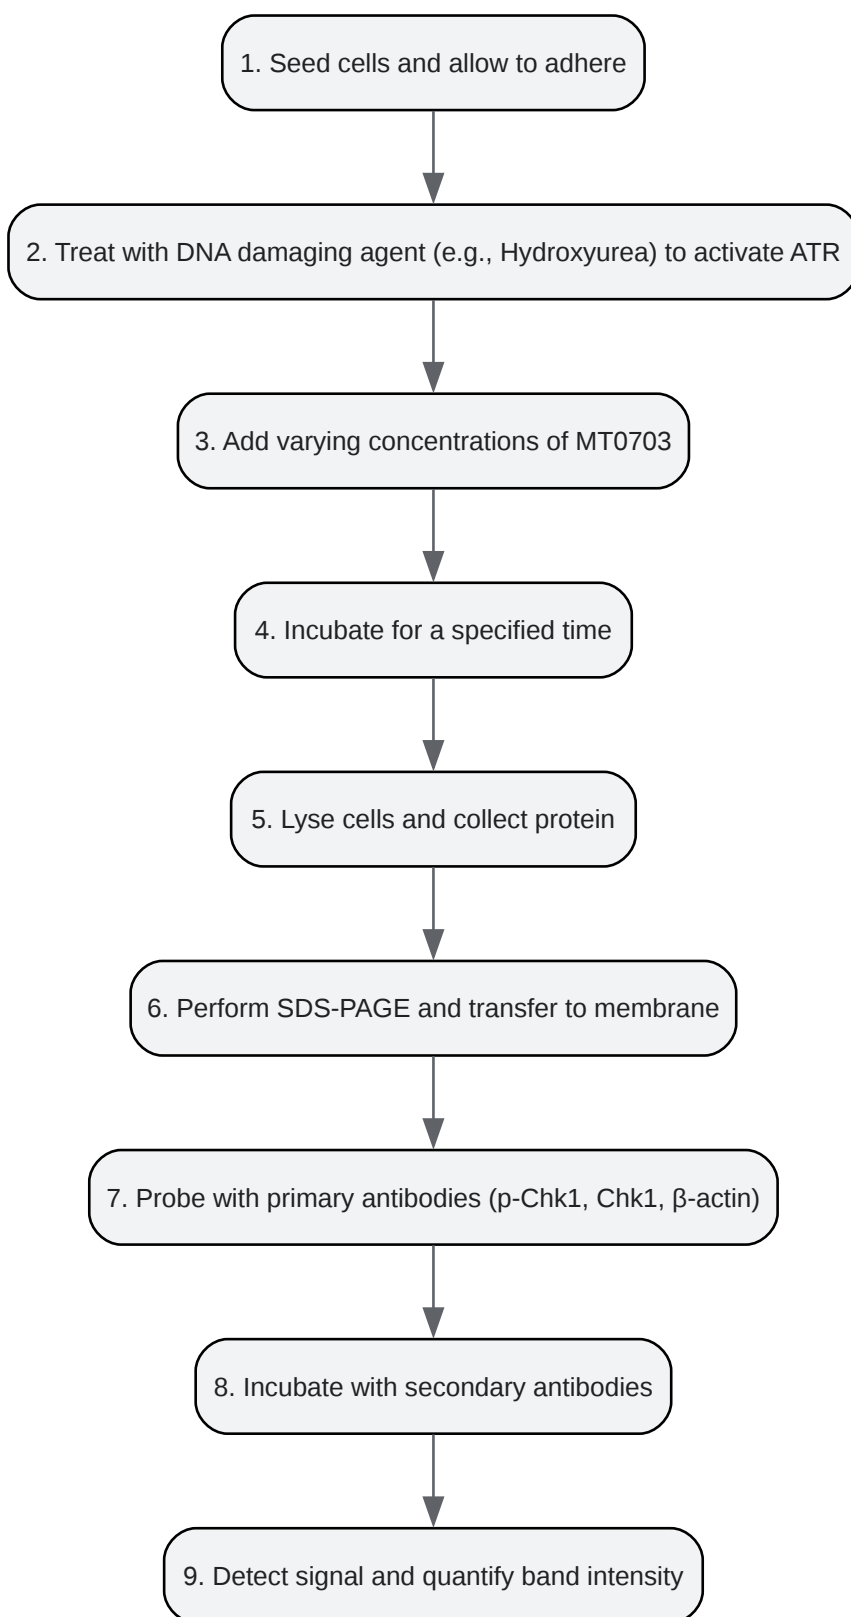 1. Seed cells and allow to adhere
2. Treat with DNA damaging agent (e.g., Hydroxyurea) to activate ATR
3. Add varying concentrations of MT0703
4. Incubate for a specified time
5. Lyse cells and collect protein
6. Perform SDS-PAGE and transfer to membrane
7. Probe with primary antibodies (p-Chk1, Chk1, β-actin)
8. Incubate with secondary antibodies
9. Detect signal and quantify band intensity